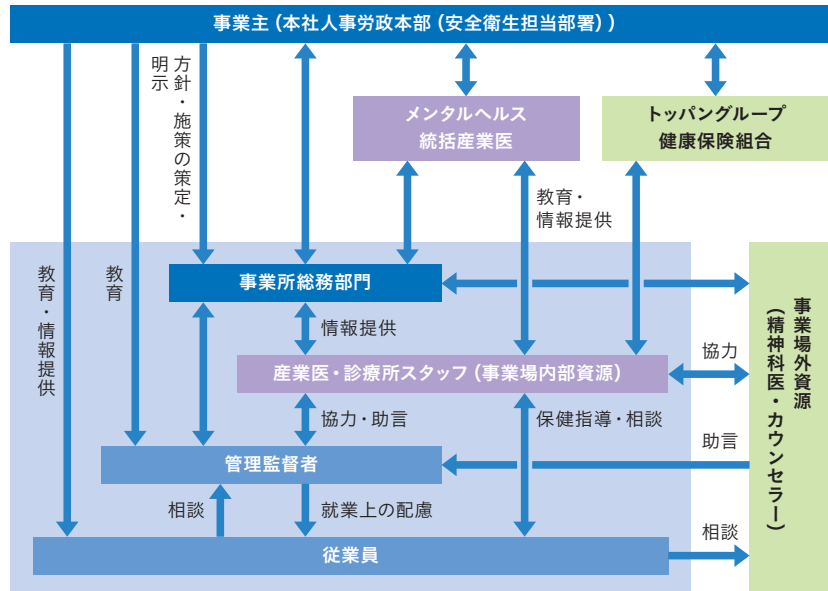 事業主（本社人事労政本部（安全衛生担当部署））
方針・施策の策定・
明示
メンタルヘルス
統括産業医
トッパングループ
健康保険組合
教育・
情報提供
教育・情報提供
教育
事業所総務部門
情報提供
産業医・診療所スタッフ（事業場内部資源）
協力・助言
保健指導・相談
管理監督者
相談
就業上の配慮
従業員
協力
助言
相談
事業場外資源
（精神科医・カウンセラー）